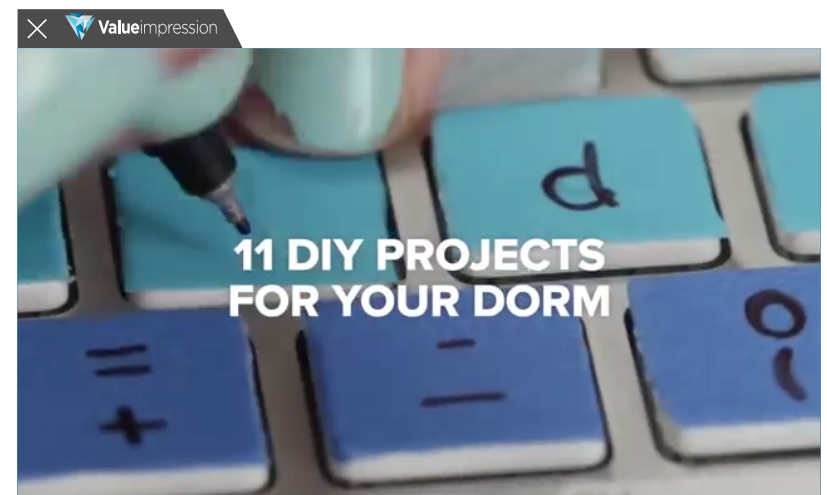 Valueimpression
p
11 DIY PROJECTS
FOR YOUR DORM
= - 0
+ _ )